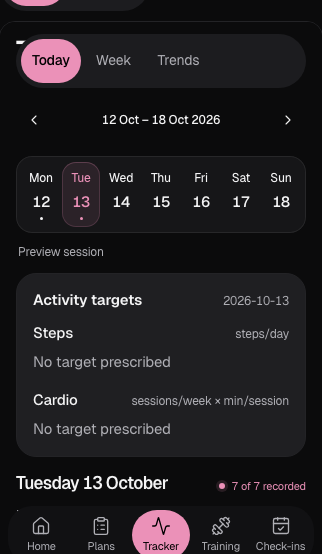 Today Week Trends
12 Oct – 18 Oct 2026
Mon Tue Wed Thu Fri Sat Sun
12 13 14 15 16 17 18
Preview session
Activity targets 2026-10-13
Steps steps/day
No target prescribed
Cardio sessions/week × min/session
No target prescribed
Tuesday 13 October 7 of 7 recorded
Home Plans Tracker Training Check-ins